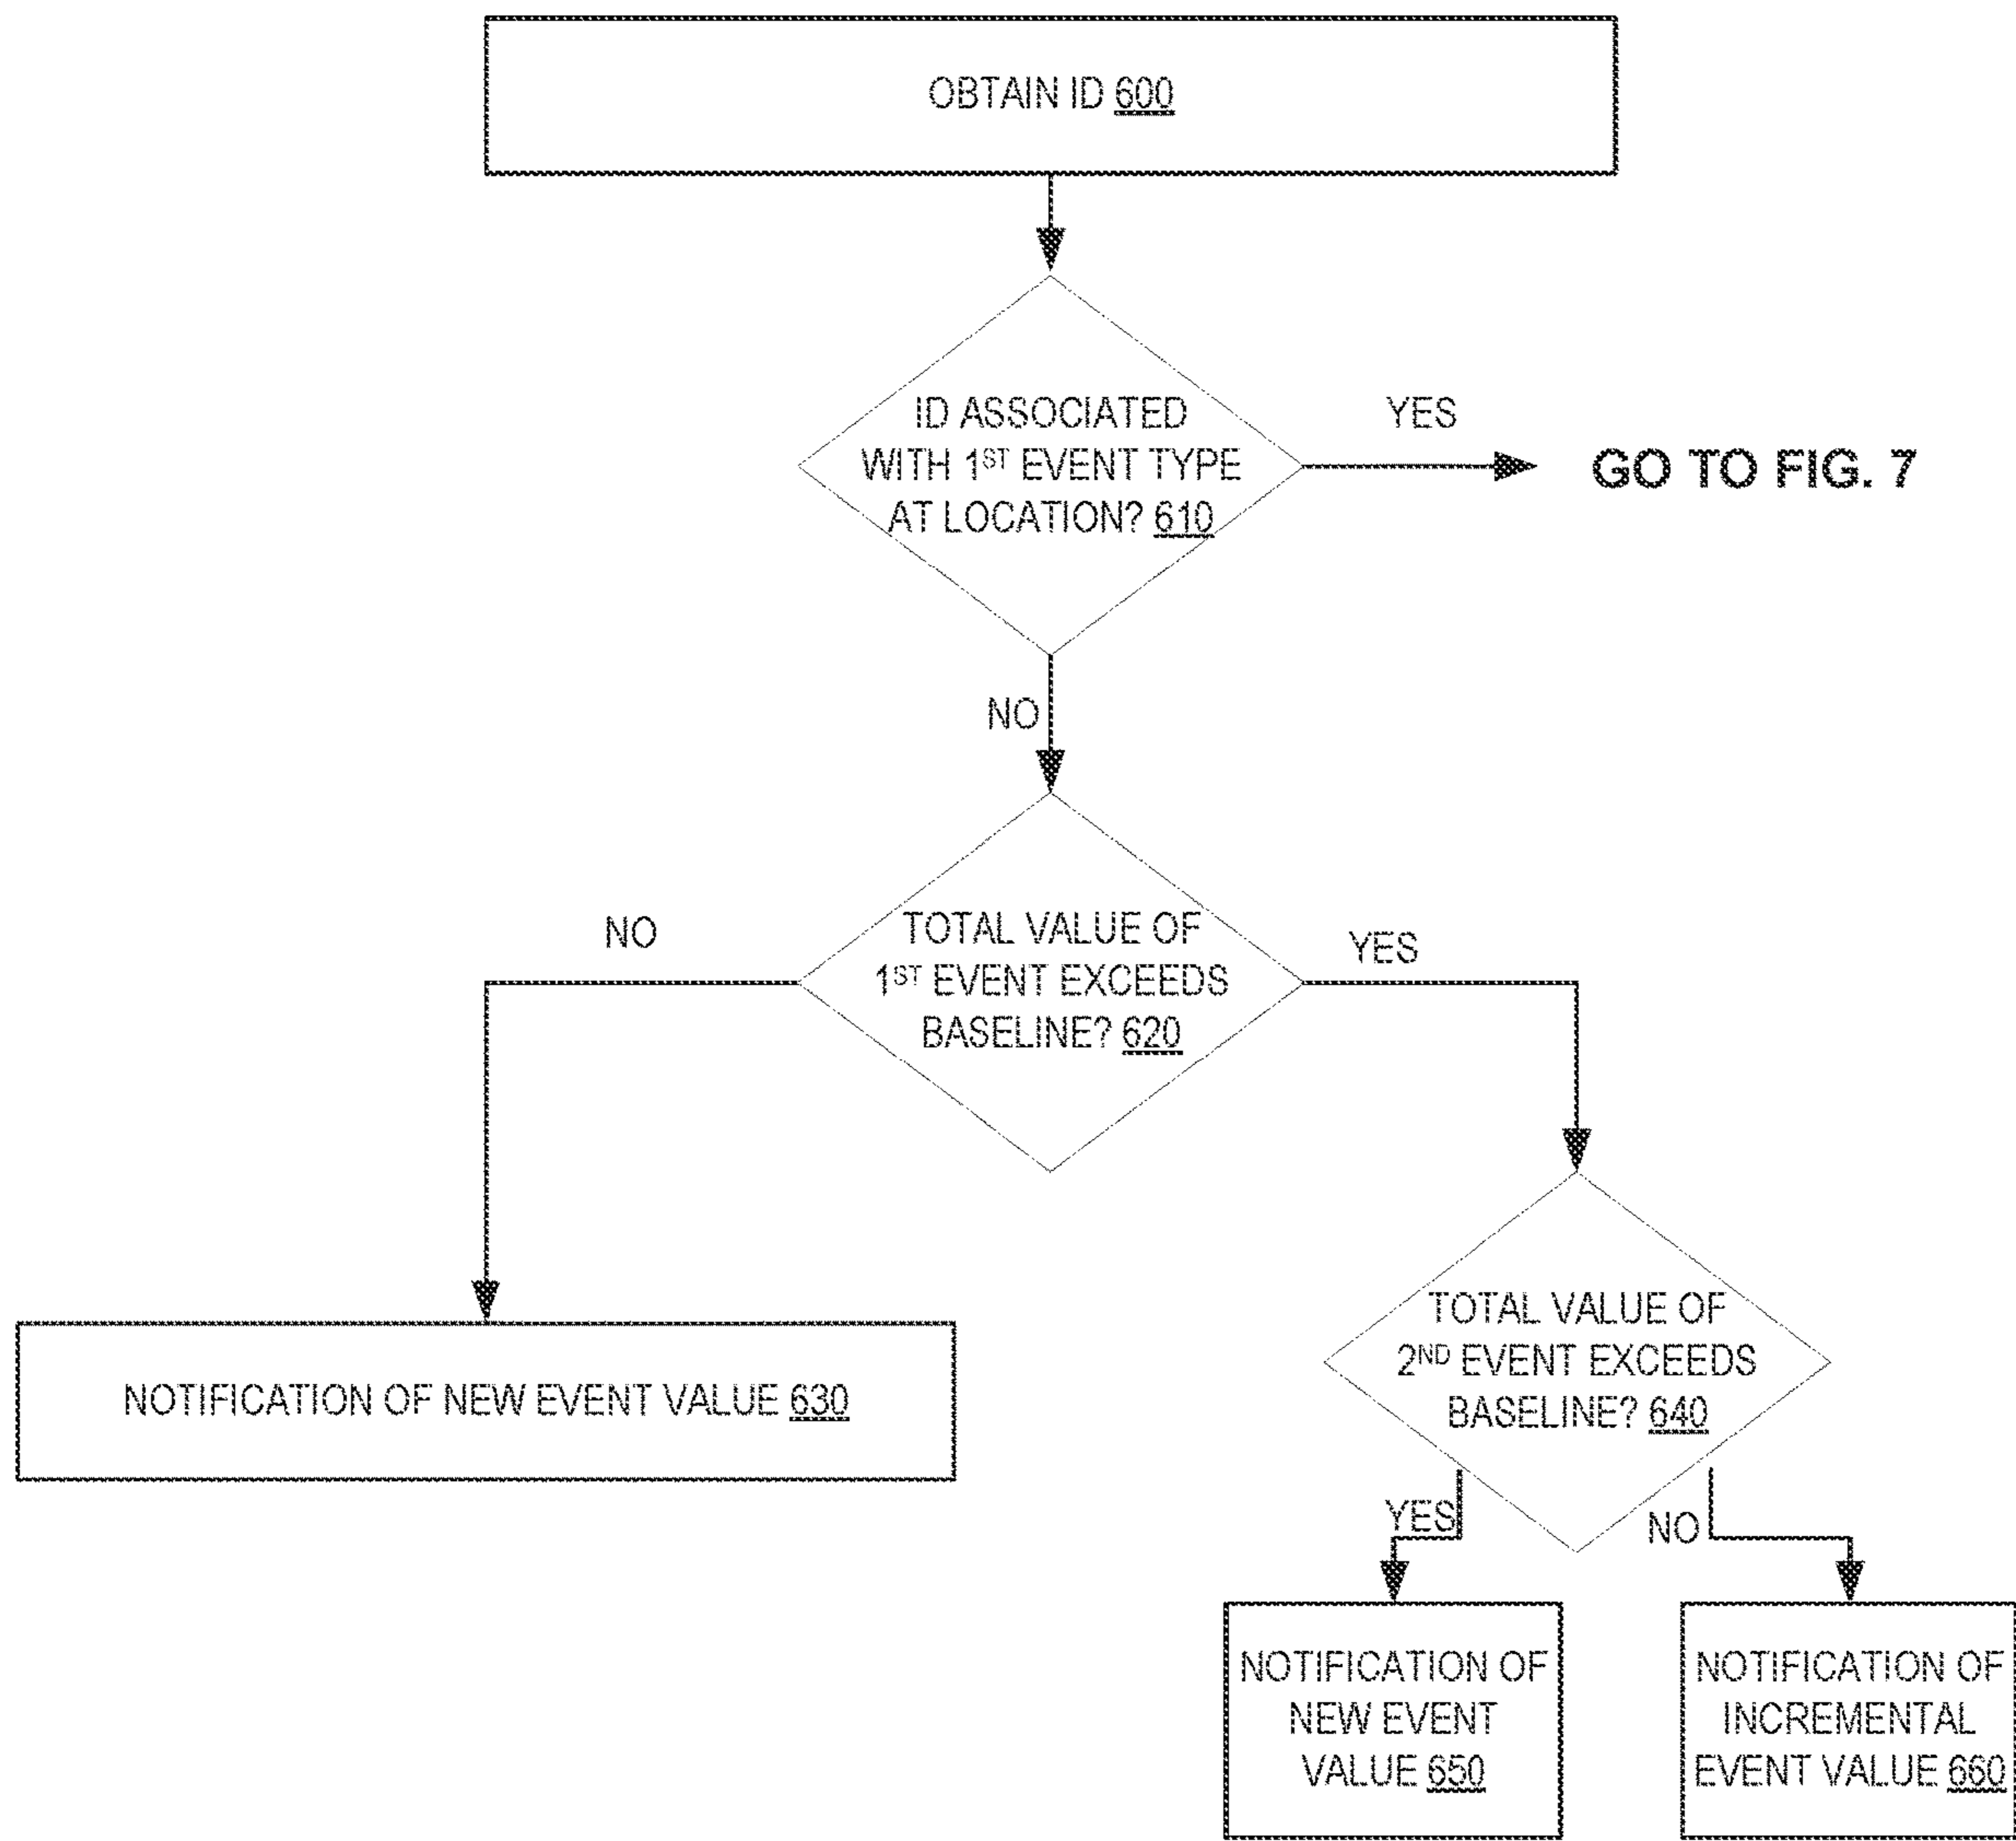 OBTAIN ID 600
ID ASSOCIATED
WITH 1ST EVENT TYPE
AT LOCATION? 610
YES
GO TO FIG. 7
NO
TOTAL VALUE OF
1ST EVENT EXCEEDS
BASELINE? 620
NO
YES
NOTIFICATION OF NEW EVENT VALUE 630
TOTAL VALUE OF
2ND EVENT EXCEEDS
BASELINE? 640
YES
NO
NOTIFICATION OF
NEW EVENT
VALUE 650
NOTIFICATION OF
INCREMENTAL
EVENT VALUE 660